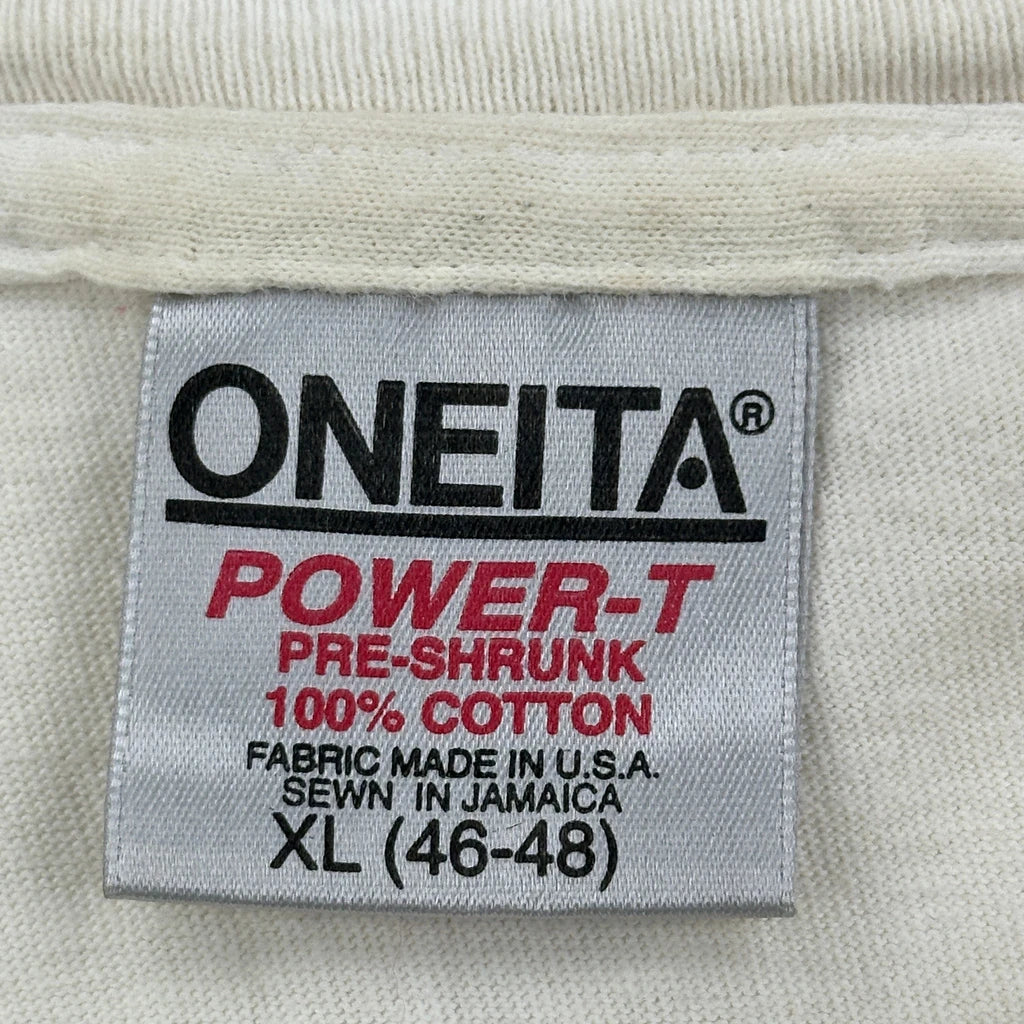 ONEITA®
POWER-T
PRE-SHRUNK
100% COTTON
FABRIC MADE IN U.S.A.
SEWN IN JAMAICA
XL (46-48)